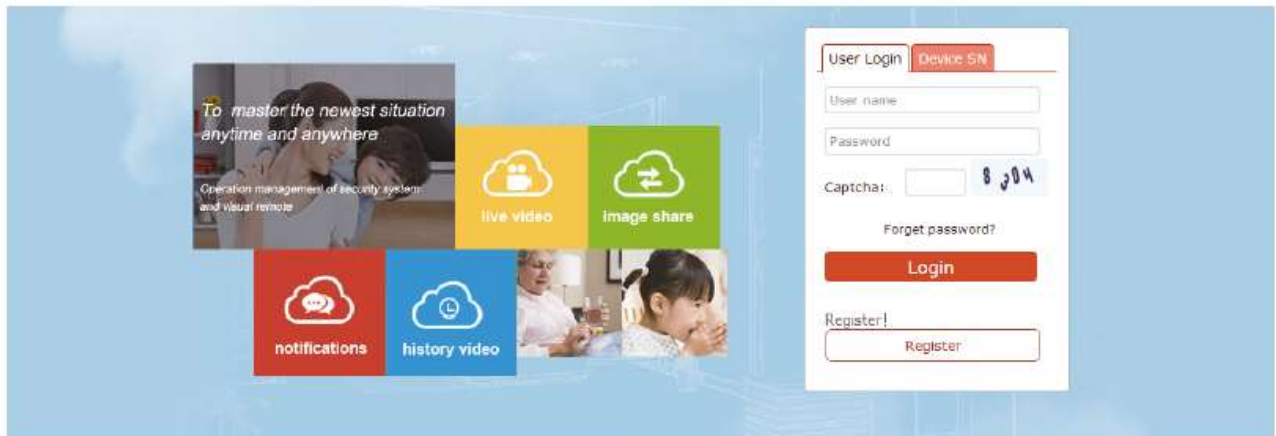 To master the newest situation
anytime and anywhere
Operation management of security system
and visual remote
live video
image share
notifications
history video
User Login
Device SN
User name
Password
Captcha:
Forget password?
Login
Register!
Register